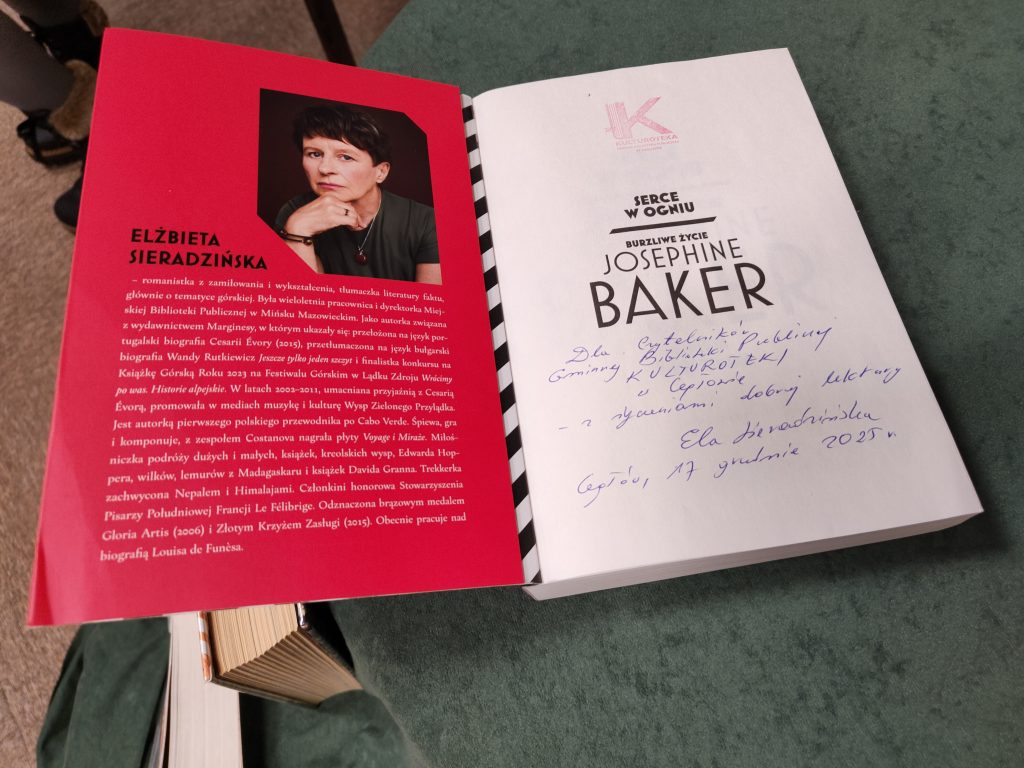 ELŻBIETA
SIERADZIŃSKA
– romanistka z zamiłowania i wykształcenia, tłumaczka literatury faktu,
głównie o tematyce górskiej. Była wieloletnia pracownica i dyrektorka Miej-
skiej Biblioteki Publicznej w Mińsku Mazowieckim. Jako autorka związana
z wydawnictwem Marginesy, w którym ukazały się: przełożona na język por-
tugalski biografia Cesarii Évory (2015), przetłumaczona na język bułgarski
biografia Wandy Rutkiewicz Jeszcze tylko jeden szczyt i finalistka konkursu na
Książkę Górską Roku 2023 na Festiwalu Górskim w Lądku Zdroju Wrócimy
po was. Historie alpejskie. W latach 2002–2011, umacniana przyjaźnią z Cesarią
Évorą, promowała w mediach muzykę i kulturę Wysp Zielonego Przylądka.
Jest autorką pierwszego polskiego przewodnika po Cabo Verde. Śpiewa, gra
i komponuje, z zespołem Costanova nagrała płyty Voyage i Miraże. Miłoś-
niczka podróży dużych i małych, książek, kreolskich wysp, Edwarda Hop-
pera, wilków, lemurów z Madagaskaru i książek Davida Granna. Trekkerka
zachwycona Nepalem i Himalajami. Członkini honorowa Stowarzyszenia
Pisarzy Południowej Francji Le Félibrige. Odznaczona brązowym medalem
Gloria Artis (2006) i Złotym Krzyżem Zasługi (2015). Obecnie pracuje nad
biografią Louisa de Funèsa.
K
KULTUROTEKA
SERCE
W OGNIU
BURZLIWE ŻYCIE
JOSEPHINE
BAKER
Dla Czytelników
Gminnej Biblioteki Publicznej
KULTUROTEKI
w Cegłowie
– z życzeniami dobrej lektury
Ela Sieradzińska
Cegłów, 17 grudnia 2025 r.